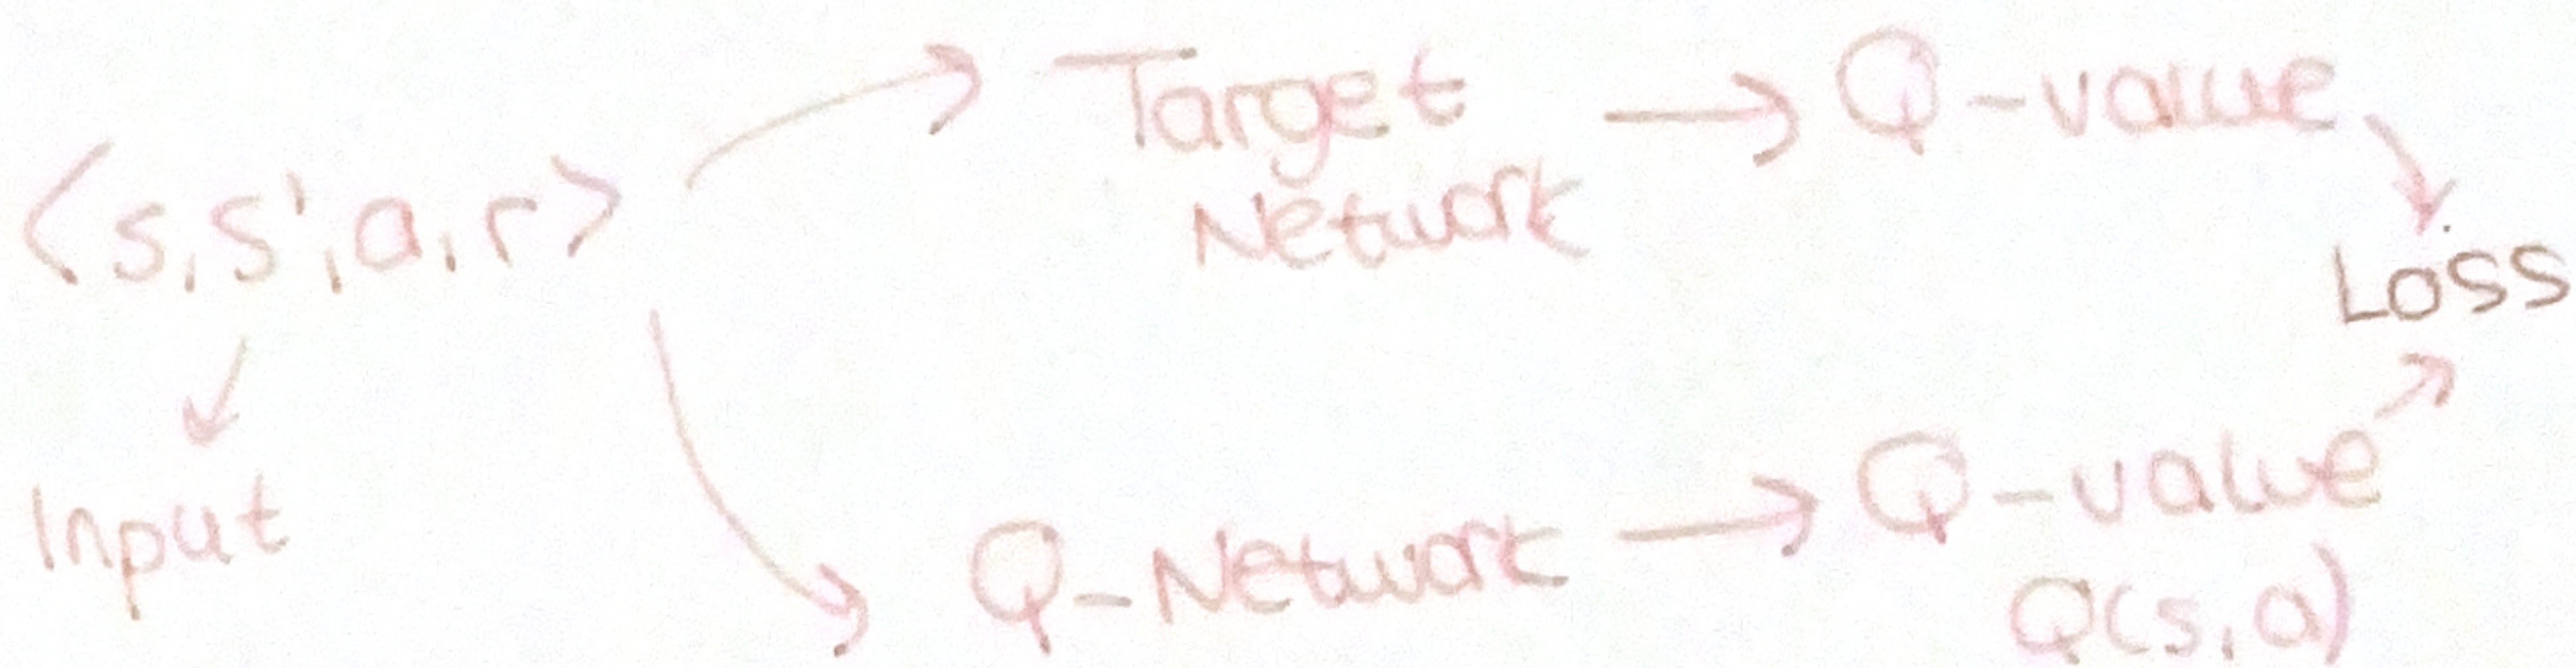 <s,s',a,r>
Input
Target
Network
Q-value
Loss
Q-Network
Q-value
Q(s,a)